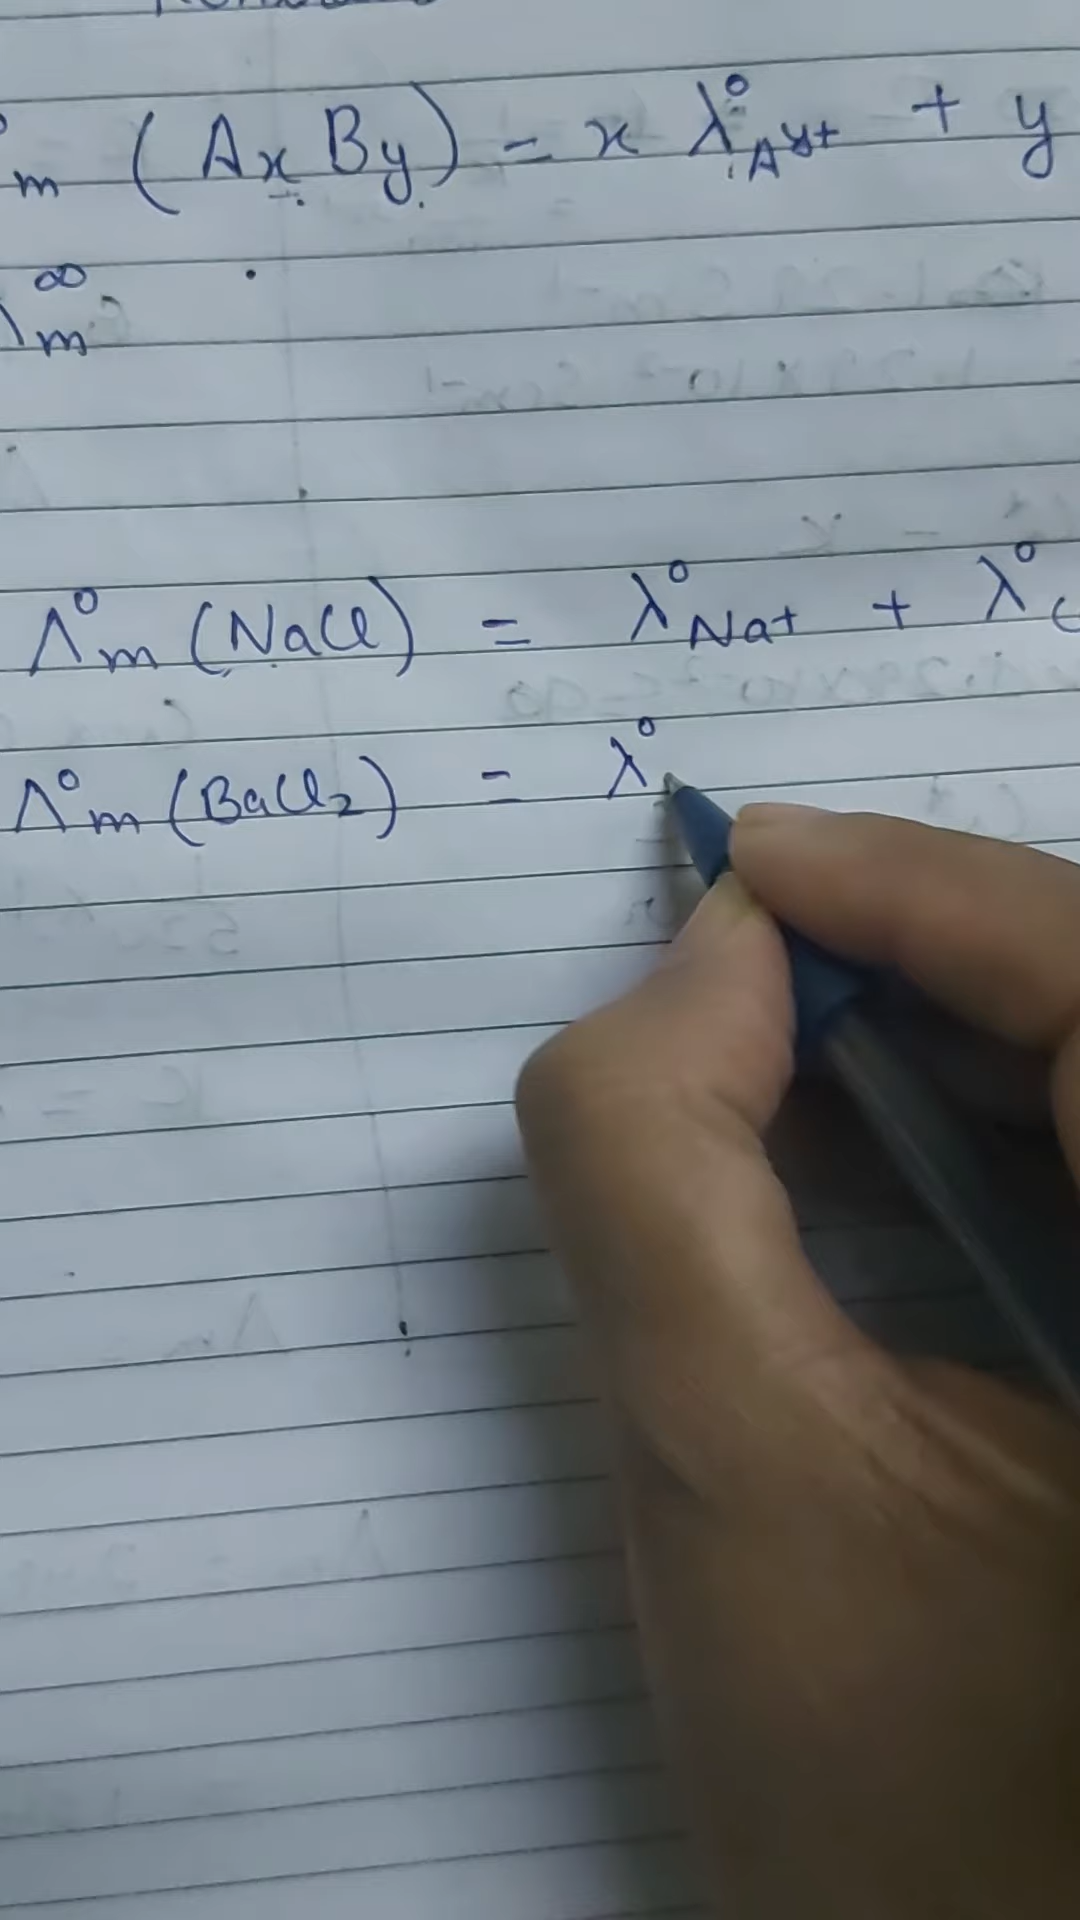 m (AxBy) = x λ°Aʸ⁺ + y
Λ∞m
Λ°m (NaCl) = λ°Na+ + λ°C
Λ°m (BaCl₂) = λ°